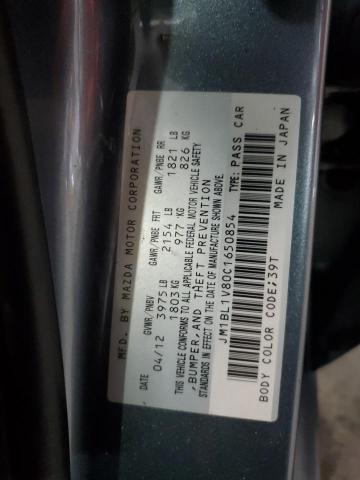 MFD. BY MAZDA MOTOR CORPORATION
DATE GVWR/PNBV GAWR/PNBE FRT GAWR/PNBE RR
04/12 3975 LB 2154 LB 1821 LB
1803 KG 977 KG 826 KG
THIS VEHICLE CONFORMS TO ALL APPLICABLE FEDERAL MOTOR VEHICLE SAFETY
, BUMPER, AND THEFT PREVENTION
STANDARDS IN EFFECT ON THE DATE OF MANUFACTURE SHOWN ABOVE.
JM1BL1V80C1650854 TYPE: PASS CAR
BODY COLOR CODE;39T MADE IN JAPAN